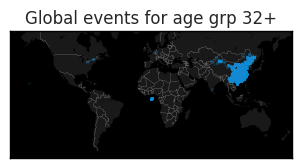 Global events for age grp 32+